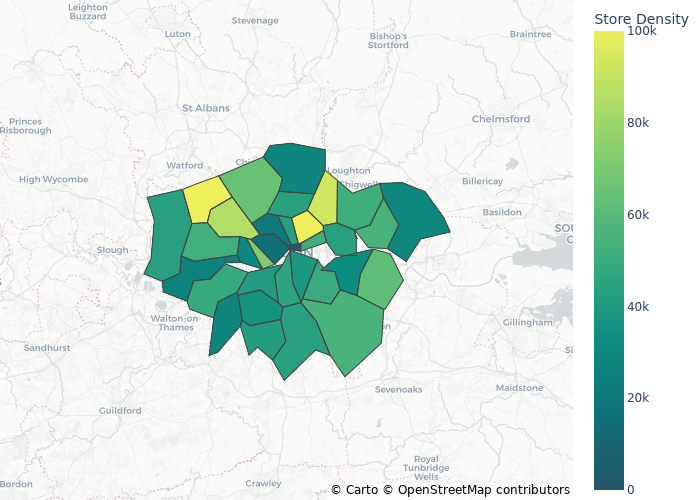 Leighton
Buzzard
Stevenage
Store Density
Luton
Bishop's
Stortford
Braintree
100k
St Albans
Princes
Risborough
Chelmsford
80k
Watford
Loughton
High Wycombe
Chigwell
Billericay
Basildon
60k
Slough
40k
Walton-on
-Thames
Gillingham
Sandhurst
Sevenoaks
Maidstone
20k
Guildford
Royal
Tunbridge
Wells
Crawley
Bordon
© Carto © OpenStreetMap contributors
0